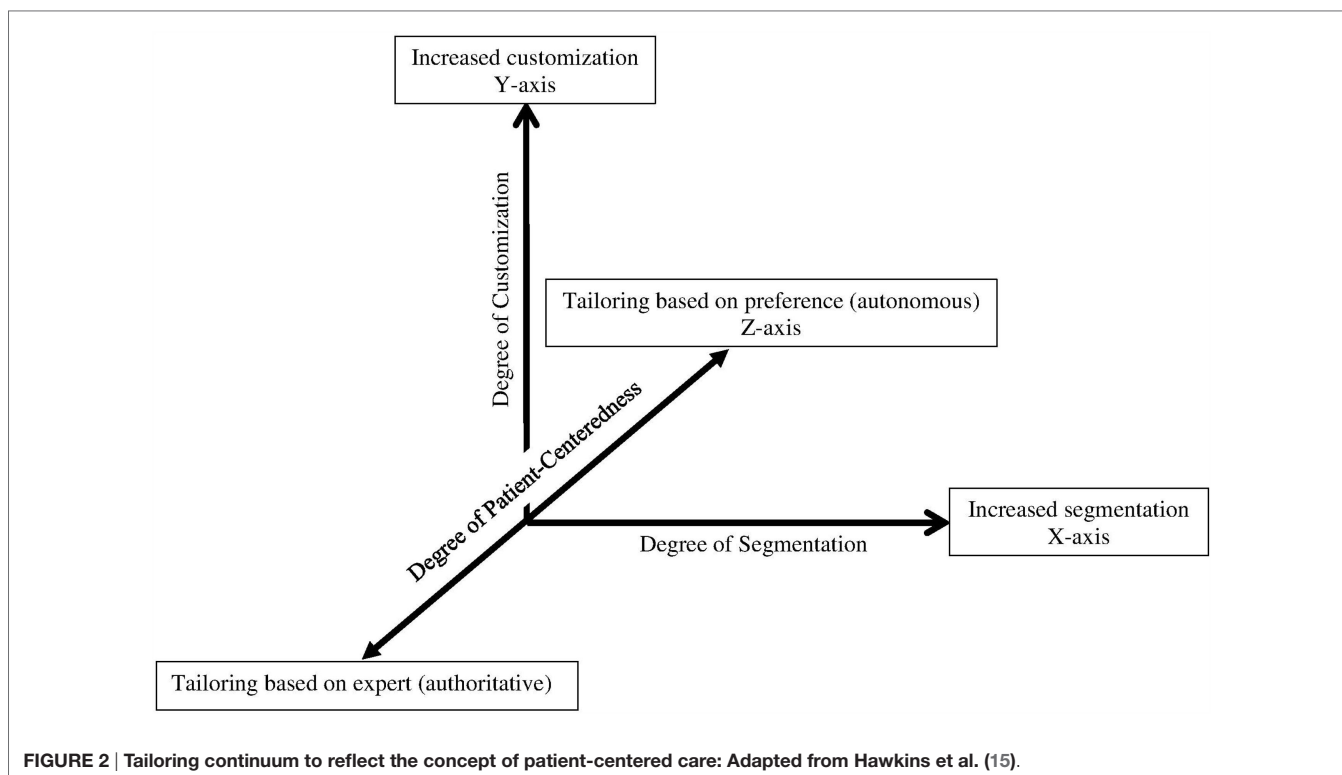 Increased customization
Y-axis
Degree of Customization
Tailoring based on preference (autonomous)
Z-axis
Degree of Patient-Centeredness
Increased segmentation
X-axis
Degree of Segmentation
Tailoring based on expert (authoritative)
FIGURE 2 | Tailoring continuum to reflect the concept of patient-centered care: Adapted from Hawkins et al. (15).